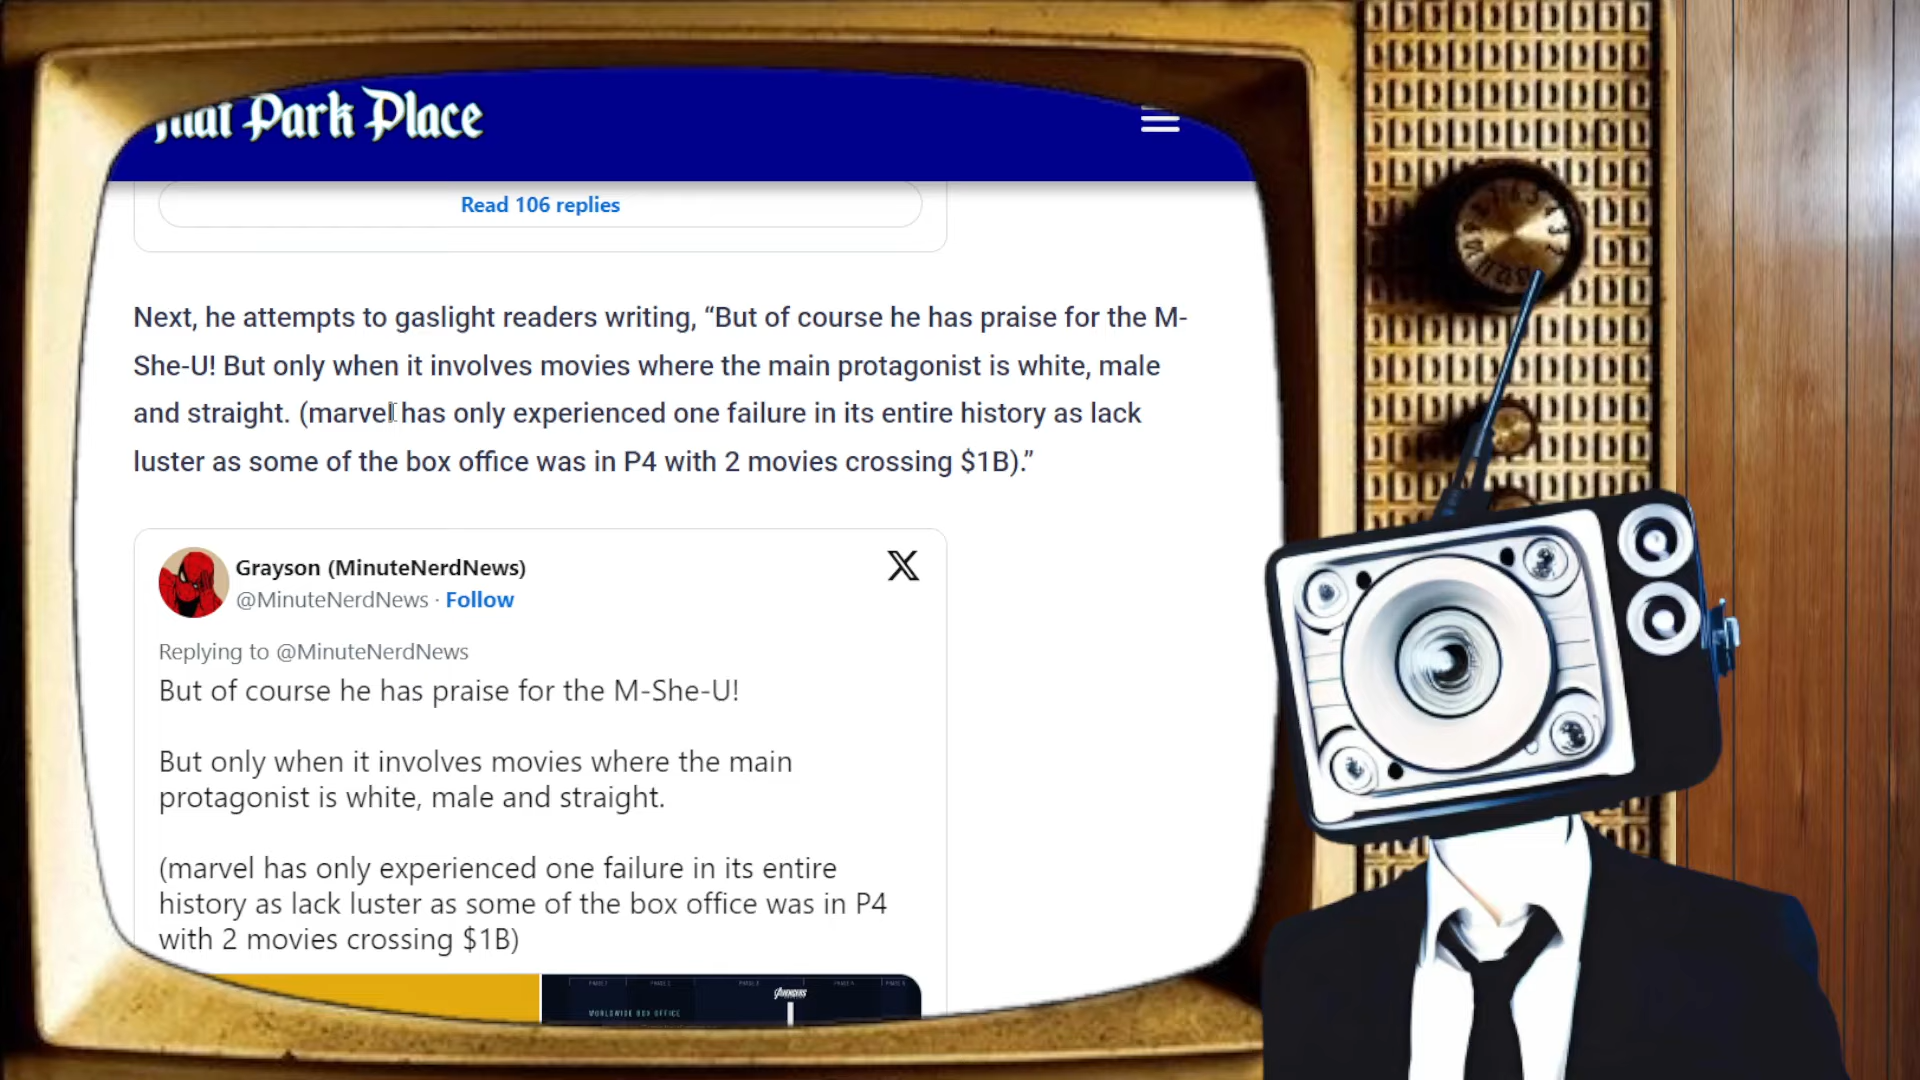 That Park Place
Read 106 replies
Next, he attempts to gaslight readers writing, “But of course he has praise for the M-
She-U! But only when it involves movies where the main protagonist is white, male
and straight. (marvel has only experienced one failure in its entire history as lack
luster as some of the box office was in P4 with 2 movies crossing $1B).”
Grayson (MinuteNerdNews)
@MinuteNerdNews · Follow
Replying to @MinuteNerdNews
But of course he has praise for the M-She-U!
But only when it involves movies where the main
protagonist is white, male and straight.
(marvel has only experienced one failure in its entire
history as lack luster as some of the box office was in P4
with 2 movies crossing $1B)
AVENGERS
WORLDWIDE BOX OFFICE